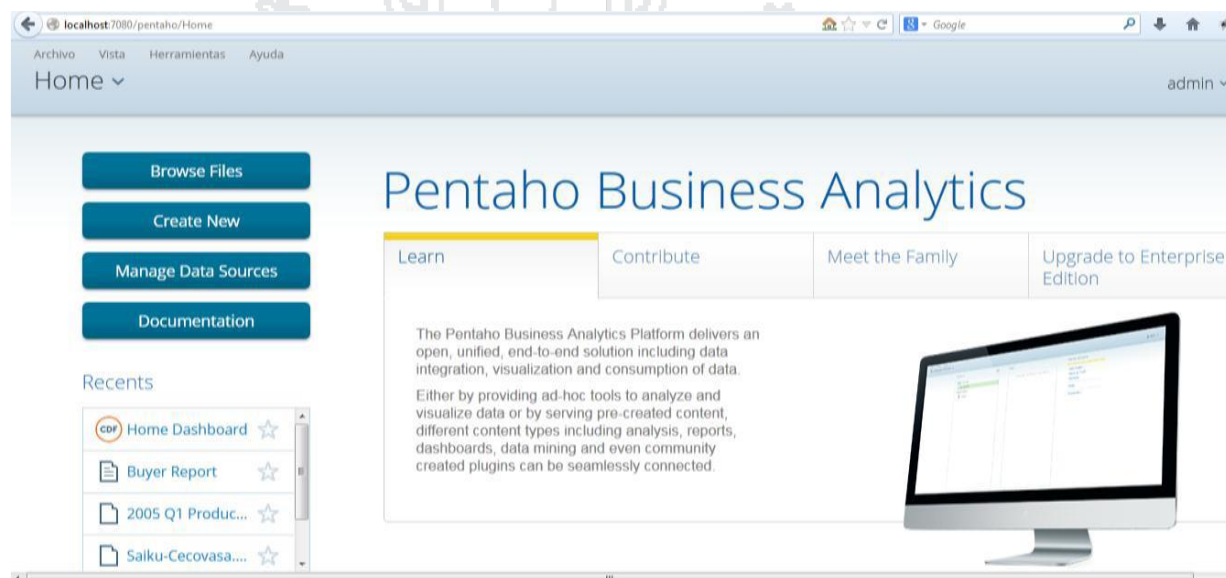 localhost:7080/pentaho/Home
Google
Archivo Vista Herramientas Ayuda
Home
admin
Browse Files
Create New
Manage Data Sources
Documentation
Recents
CDF Home Dashboard
Buyer Report
2005 Q1 Produc...
Saiku-Cecovasa....
Pentaho Business Analytics
Learn
Contribute
Meet the Family
Upgrade to Enterprise
Edition
The Pentaho Business Analytics Platform delivers an
open, unified, end-to-end solution including data
integration, visualization and consumption of data.
Either by providing ad-hoc tools to analyze and
visualize data or by serving pre-created content,
different content types including analysis, reports,
dashboards, data mining and even community
created plugins can be seamlessly connected.